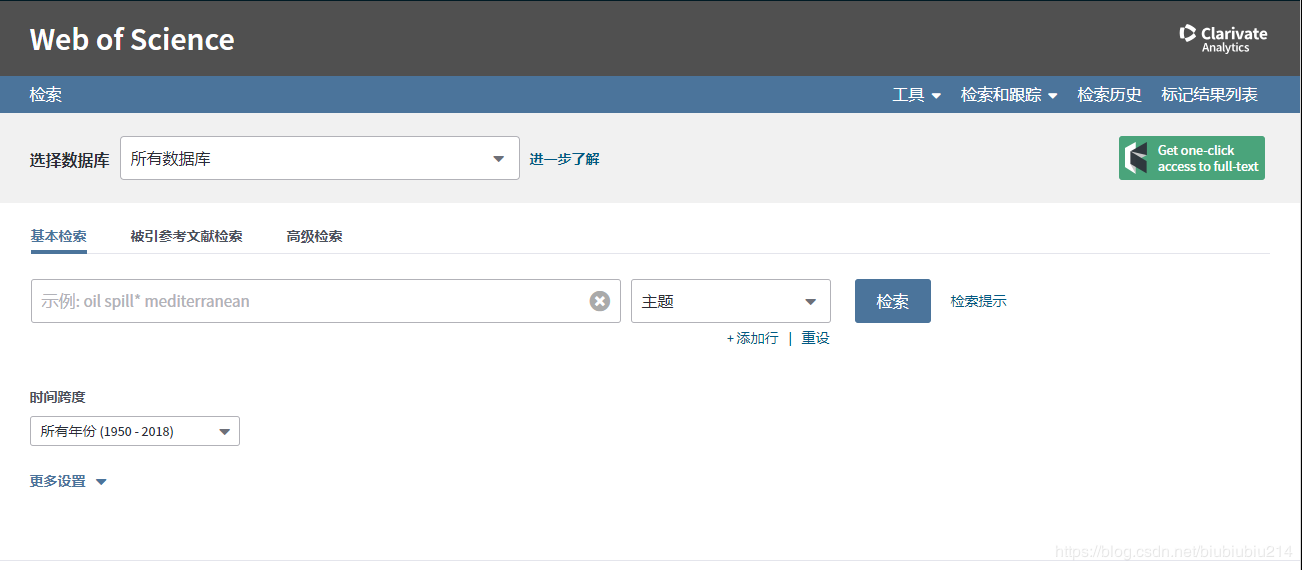 Web of Science
Clarivate
Analytics
检索
工具 检索和跟踪 检索历史 标记结果列表
选择数据库 所有数据库 进一步了解
Get one-click
access to full-text
基本检索 被引参考文献检索 高级检索
示例: oil spill* mediterranean 主题 检索 检索提示
+添加行 | 重设
时间跨度
所有年份 (1950 - 2018)
更多设置
https://blog.csdn.net/biubiubiu214